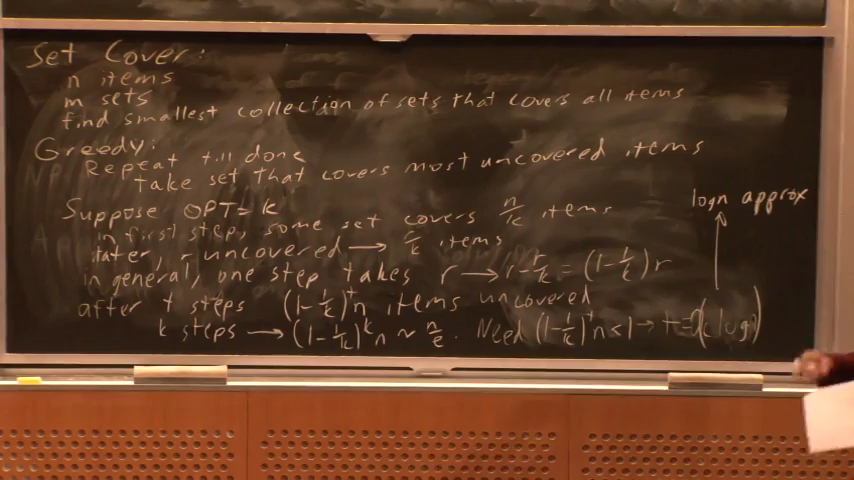 Set Cover:
n items
m sets
find smallest collection of sets that covers all items
Greedy:
Repeat till done
take set that covers most uncovered items
Suppose OPT = k
in first step, some set covers n/k items
later, r uncovered → r/k items
in general, one step takes r → r - r/k = (1 - 1/k) r
after t steps (1 - 1/k)^t n items uncovered
k steps → (1 - 1/k)^k n ~ n/e. Need (1 - 1/k)^t n < 1 → t = O(k log n)
log n approx